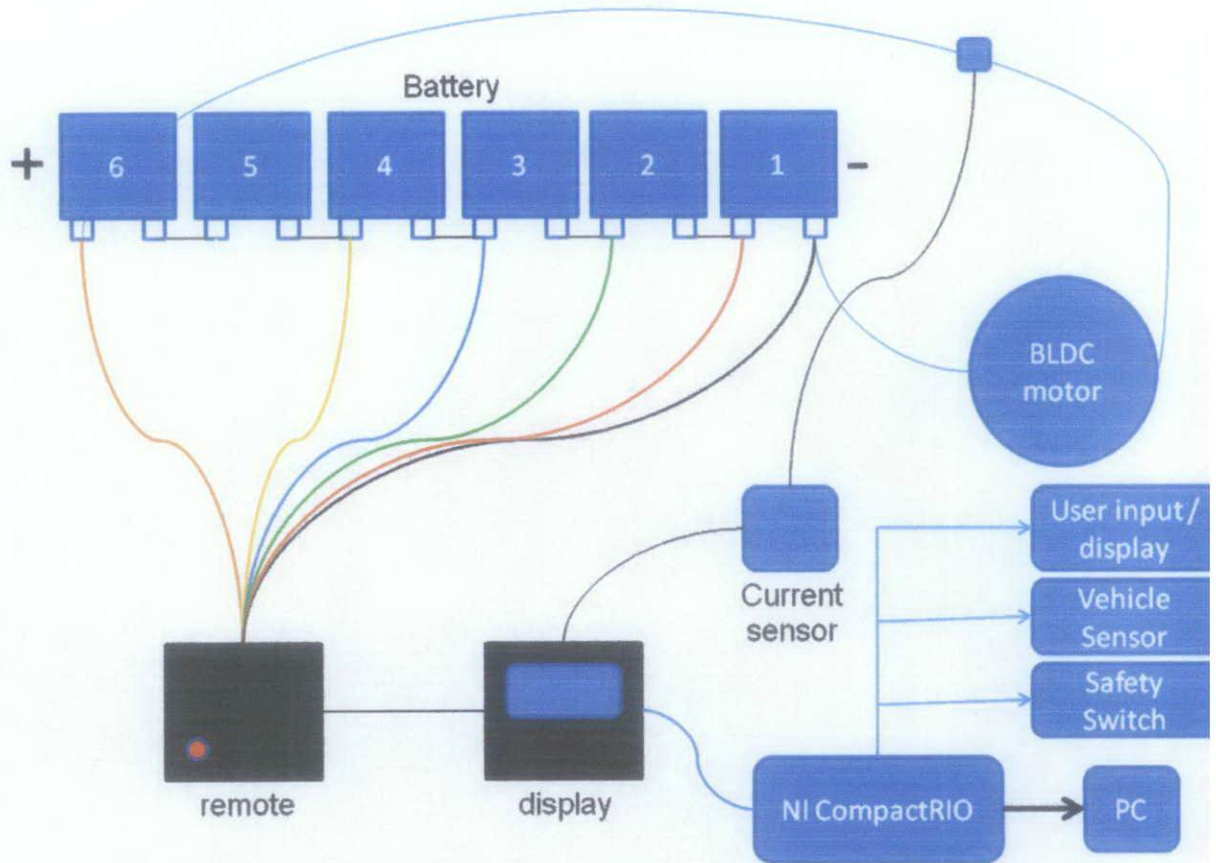 Battery
+ 6 5 4 3 2 1 -
BLDC
motor
User input /
display
Current
sensor
Vehicle
Sensor
Safety
Switch
remote
display
NI CompactRIO
PC